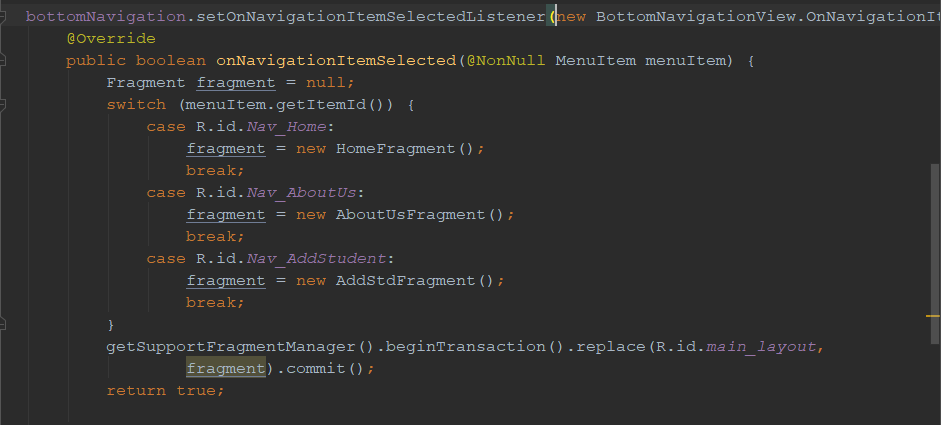 bottomNavigation.setOnNavigationItemSelectedListener(new BottomNavigationView.OnNavigationIt
@Override
public boolean onNavigationItemSelected(@NonNull MenuItem menuItem) {
Fragment fragment = null;
switch (menuItem.getItemId()) {
case R.id.Nav_Home:
fragment = new HomeFragment();
break;
case R.id.Nav_AboutUs:
fragment = new AboutUsFragment();
break;
case R.id.Nav_AddStudent:
fragment = new AddStdFragment();
break;
}
getSupportFragmentManager().beginTransaction().replace(R.id.main_layout,
fragment).commit();
return true;